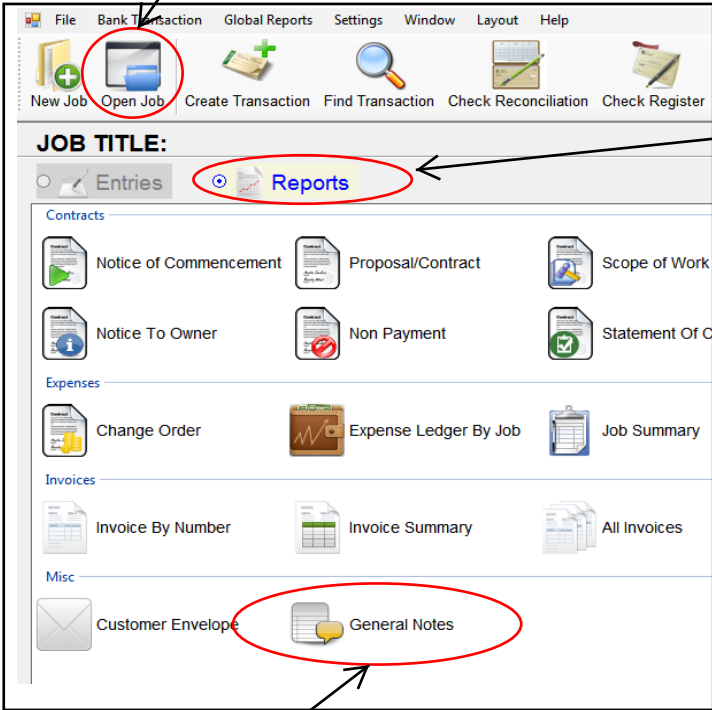 File Bank Transaction Global Reports Settings Window Layout Help
New Job Open Job Create Transaction Find Transaction Check Reconciliation Check Register
JOB TITLE:
Entries Reports
Contracts
Notice of Commencement Proposal/Contract Scope of Work
Notice To Owner Non Payment Statement Of C
Expenses
Change Order Expense Ledger By Job Job Summary
Invoices
Invoice By Number Invoice Summary All Invoices
Misc
Customer Envelope General Notes